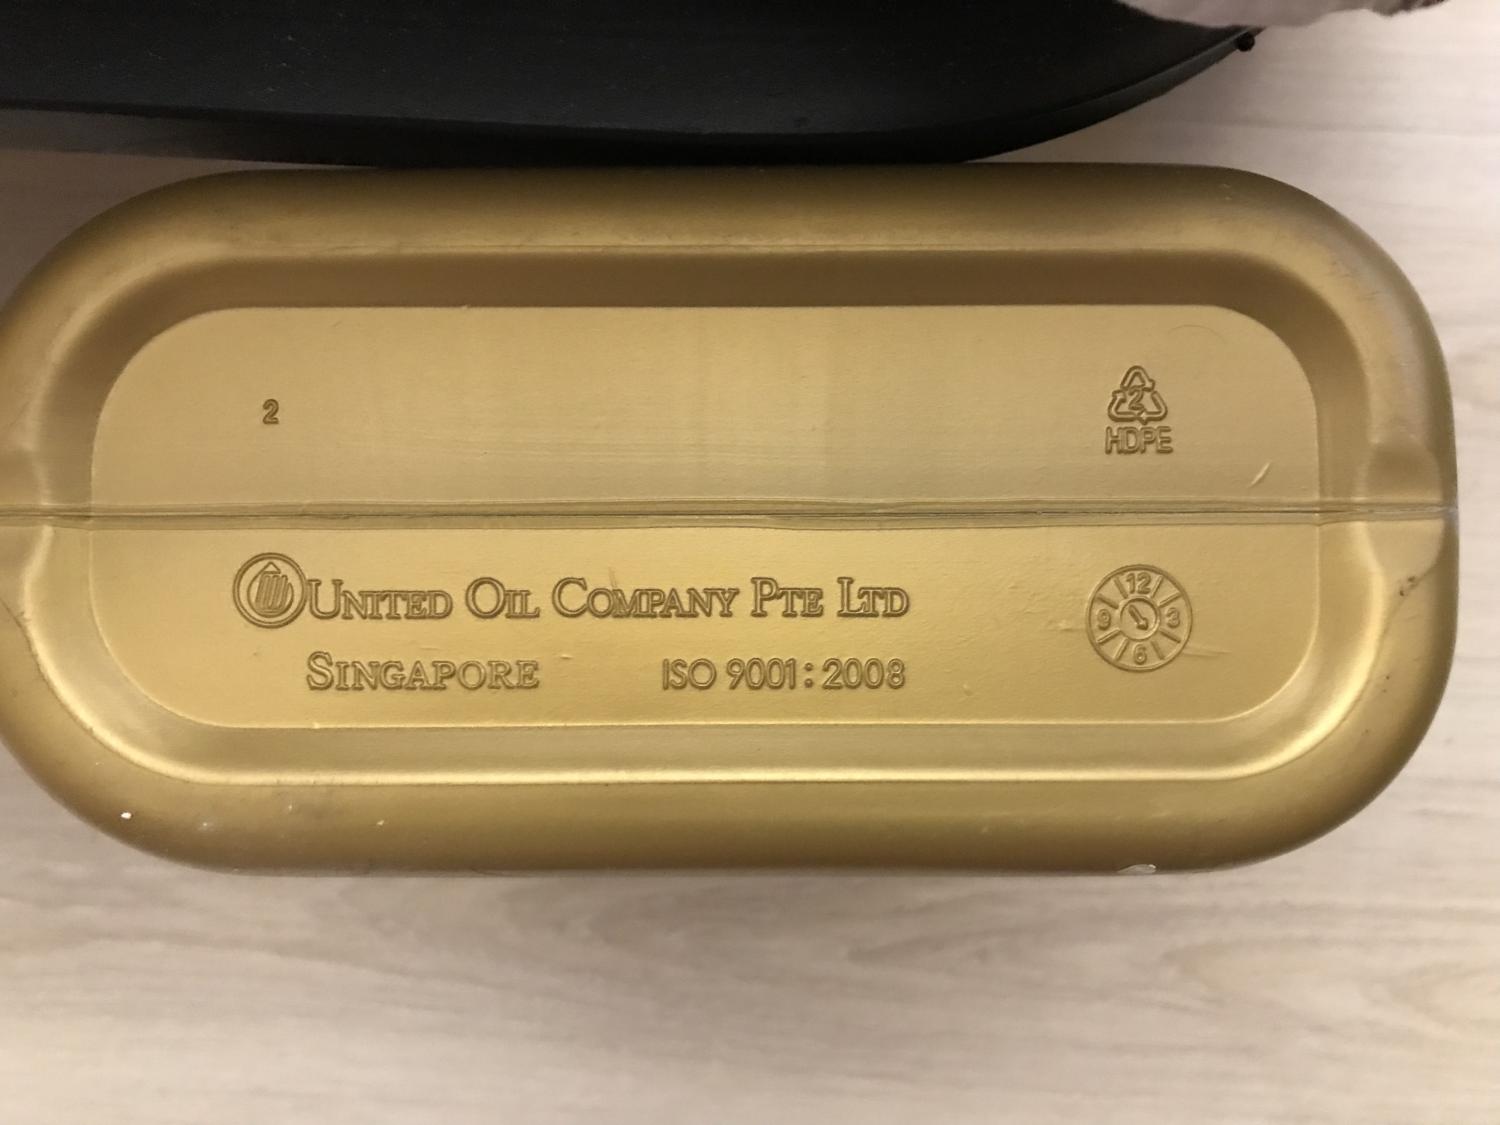 2
2
HDPE
UNITED OIL COMPANY PTE LTD
SINGAPORE ISO 9001:2008
12
9 3
6